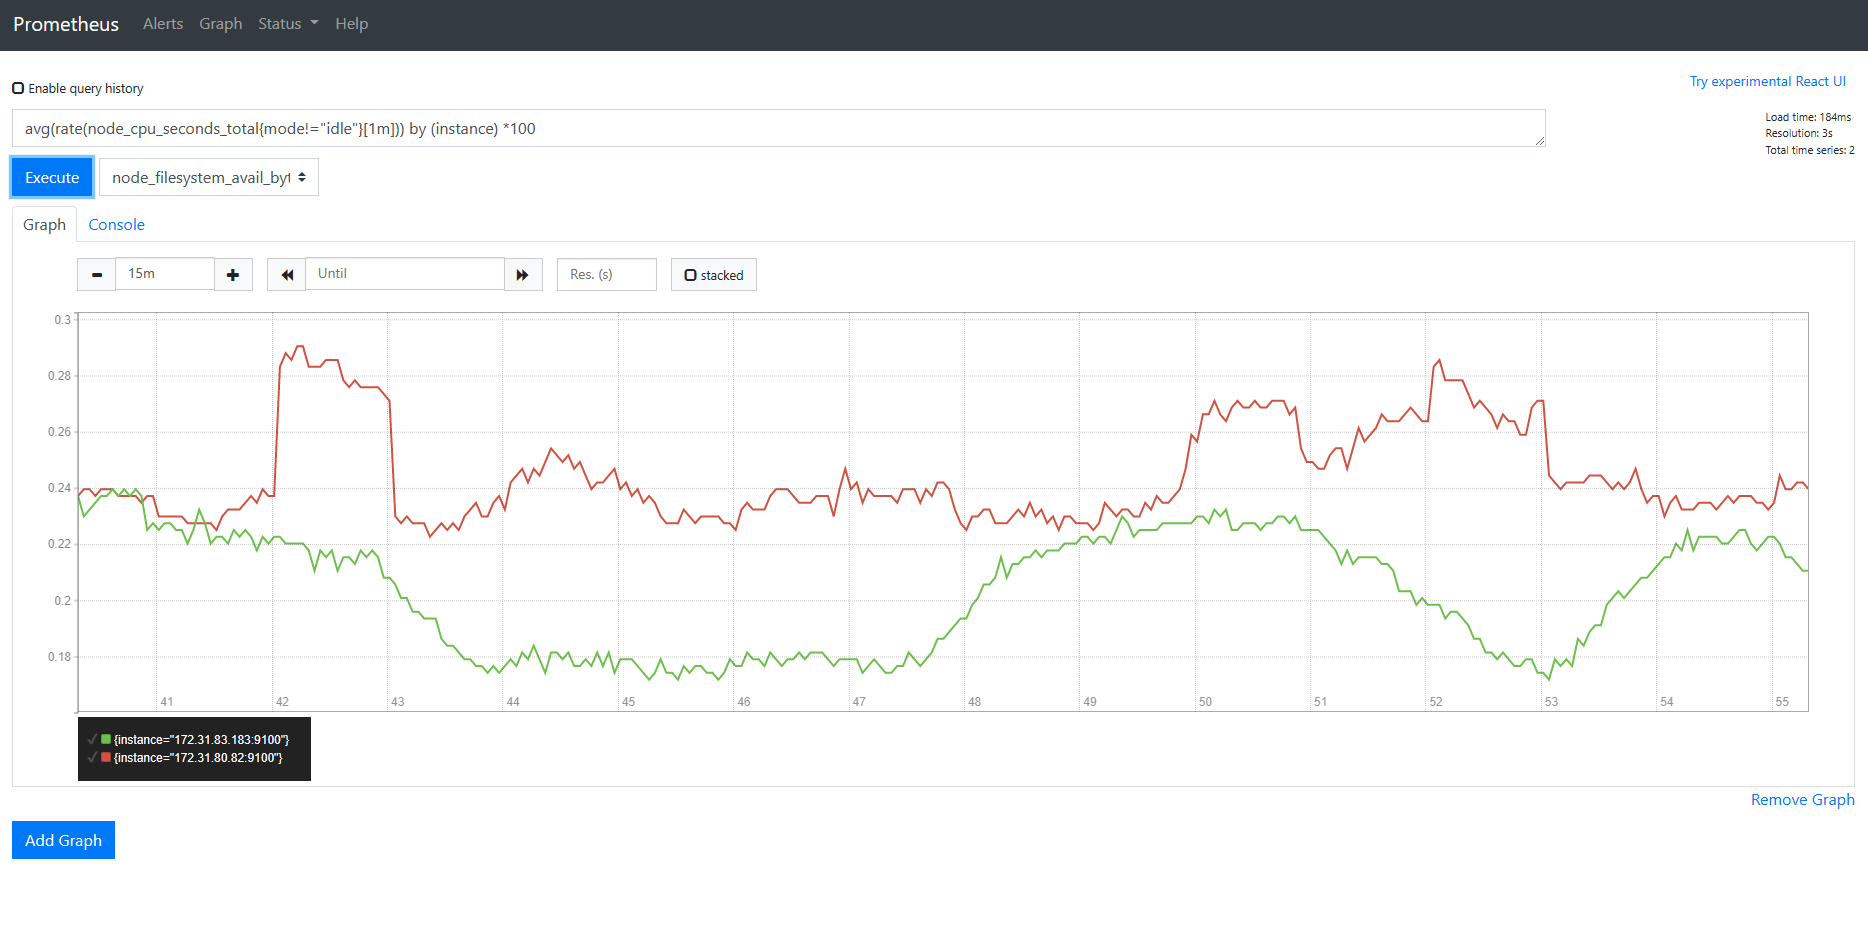 Prometheus Alerts Graph Status Help
Enable query history
Try experimental React UI
avg(rate(node_cpu_seconds_total{mode!="idle"}[1m])) by (instance) *100
Load time: 184ms
Resolution: 3s
Total time series: 2
Execute node_filesystem_avail_byt
Graph Console
15m Until Res. (s) stacked
0.3
0.28
0.26
0.24
0.22
0.2
0.18
41 42 43 44 45 46 47 48 49 50 51 52 53 54 55
{instance="172.31.83.183:9100"}
{instance="172.31.80.82:9100"}
Remove Graph
Add Graph